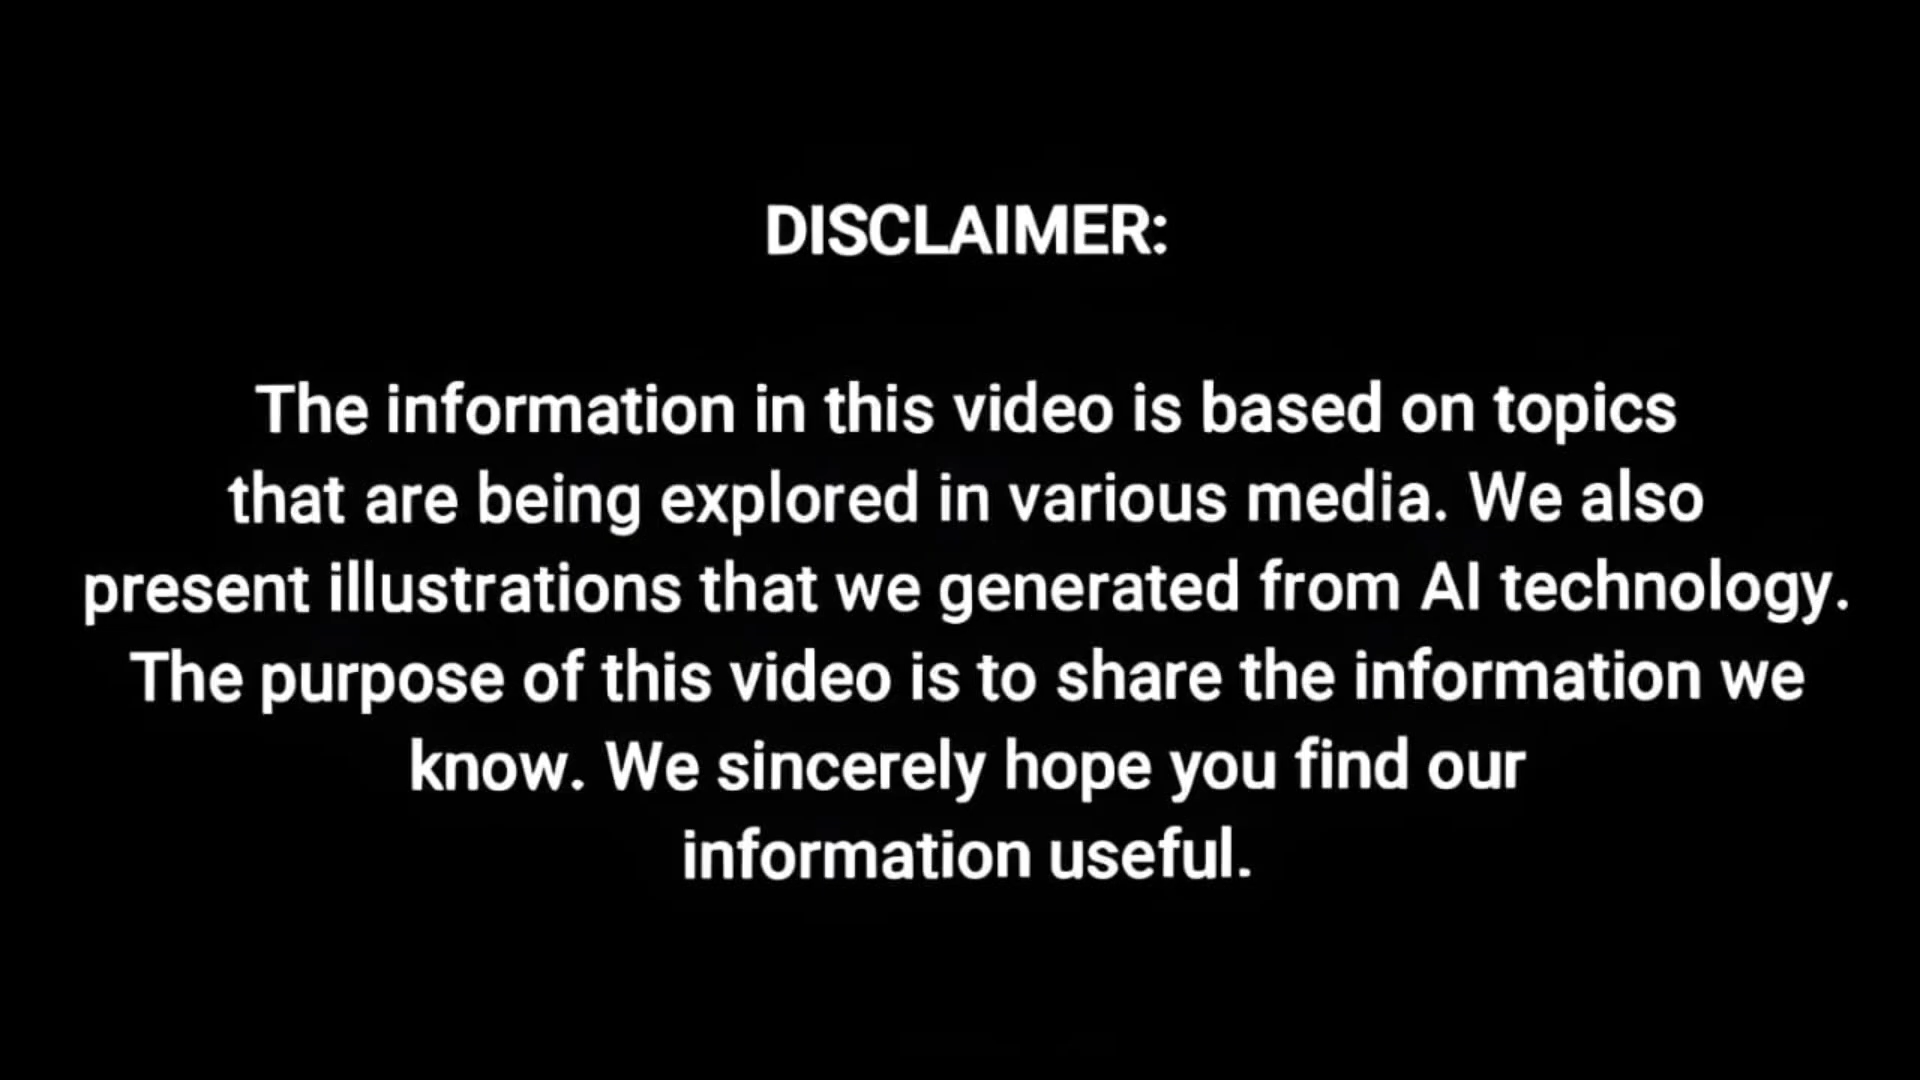 DISCLAIMER:
The information in this video is based on topics
that are being explored in various media. We also
present illustrations that we generated from AI technology.
The purpose of this video is to share the information we
know. We sincerely hope you find our
information useful.